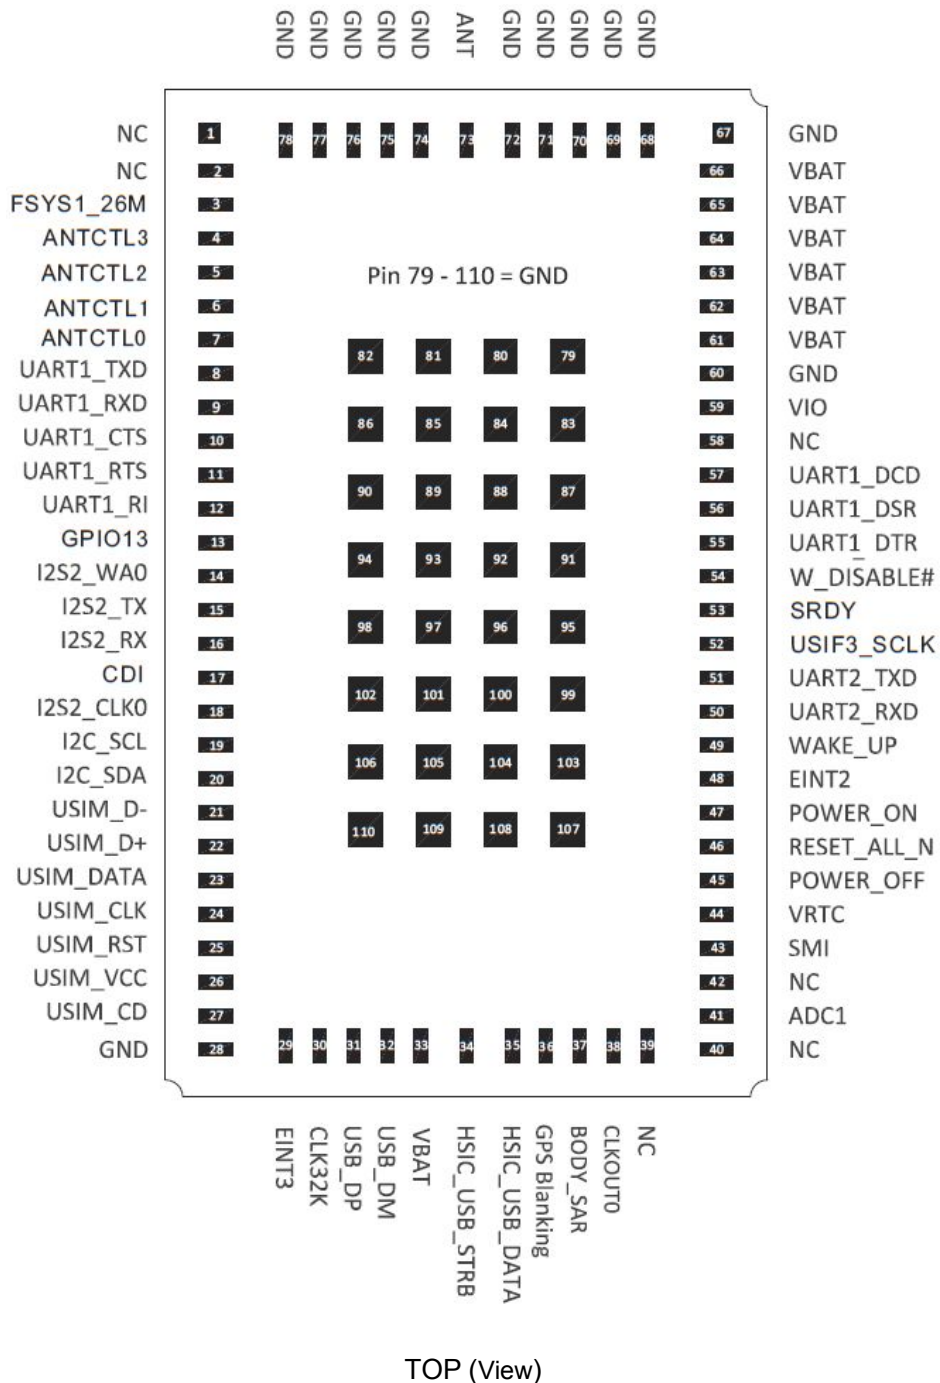 GND GND GND GND GND ANT GND GND GND GND GND
NC 1 78 77 76 75 74 73 72 71 70 69 68 67 GND
NC 2 66 VBAT
FSYS1_26M 3 65 VBAT
ANTCTL3 4 64 VBAT
ANTCTL2 5 63 VBAT
Pin 79 - 110 = GND
ANTCTL1 6 62 VBAT
ANTCTL0 7 61 VBAT
82 81 80 79
UART1_TXD 8 60 GND
UART1_RXD 9 59 VIO
86 85 84 83
UART1_CTS 10 58 NC
UART1_RTS 11 57 UART1_DCD
90 89 88 87
UART1_RI 12 56 UART1_DSR
GPIO13 13 55 UART1_DTR
94 93 92 91
I2S2_WA0 14 54 W_DISABLE#
I2S2_TX 15 53 SRDY
98 97 96 95
I2S2_RX 16 52 USIF3_SCLK
CDI 17 51 UART2_TXD
102 101 100 99
I2S2_CLK0 18 50 UART2_RXD
I2C_SCL 19 49 WAKE_UP
106 105 104 103
I2C_SDA 20 48 EINT2
USIM_D- 21 47 POWER_ON
110 109 108 107
USIM_D+ 22 46 RESET_ALL_N
USIM_DATA 23 45 POWER_OFF
USIM_CLK 24 44 VRTC
USIM_RST 25 43 SMI
USIM_VCC 26 42 NC
USIM_CD 27 41 ADC1
GND 28 29 30 31 32 33 34 35 36 37 38 39 40 NC
EINT3
CLK32K
USB_DP
USB_DM
VBAT
HSIC_USB_STRB
HSIC_USB_DATA
GPS Blanking
BODY_SAR
CLKOUT0
NC
TOP (View)